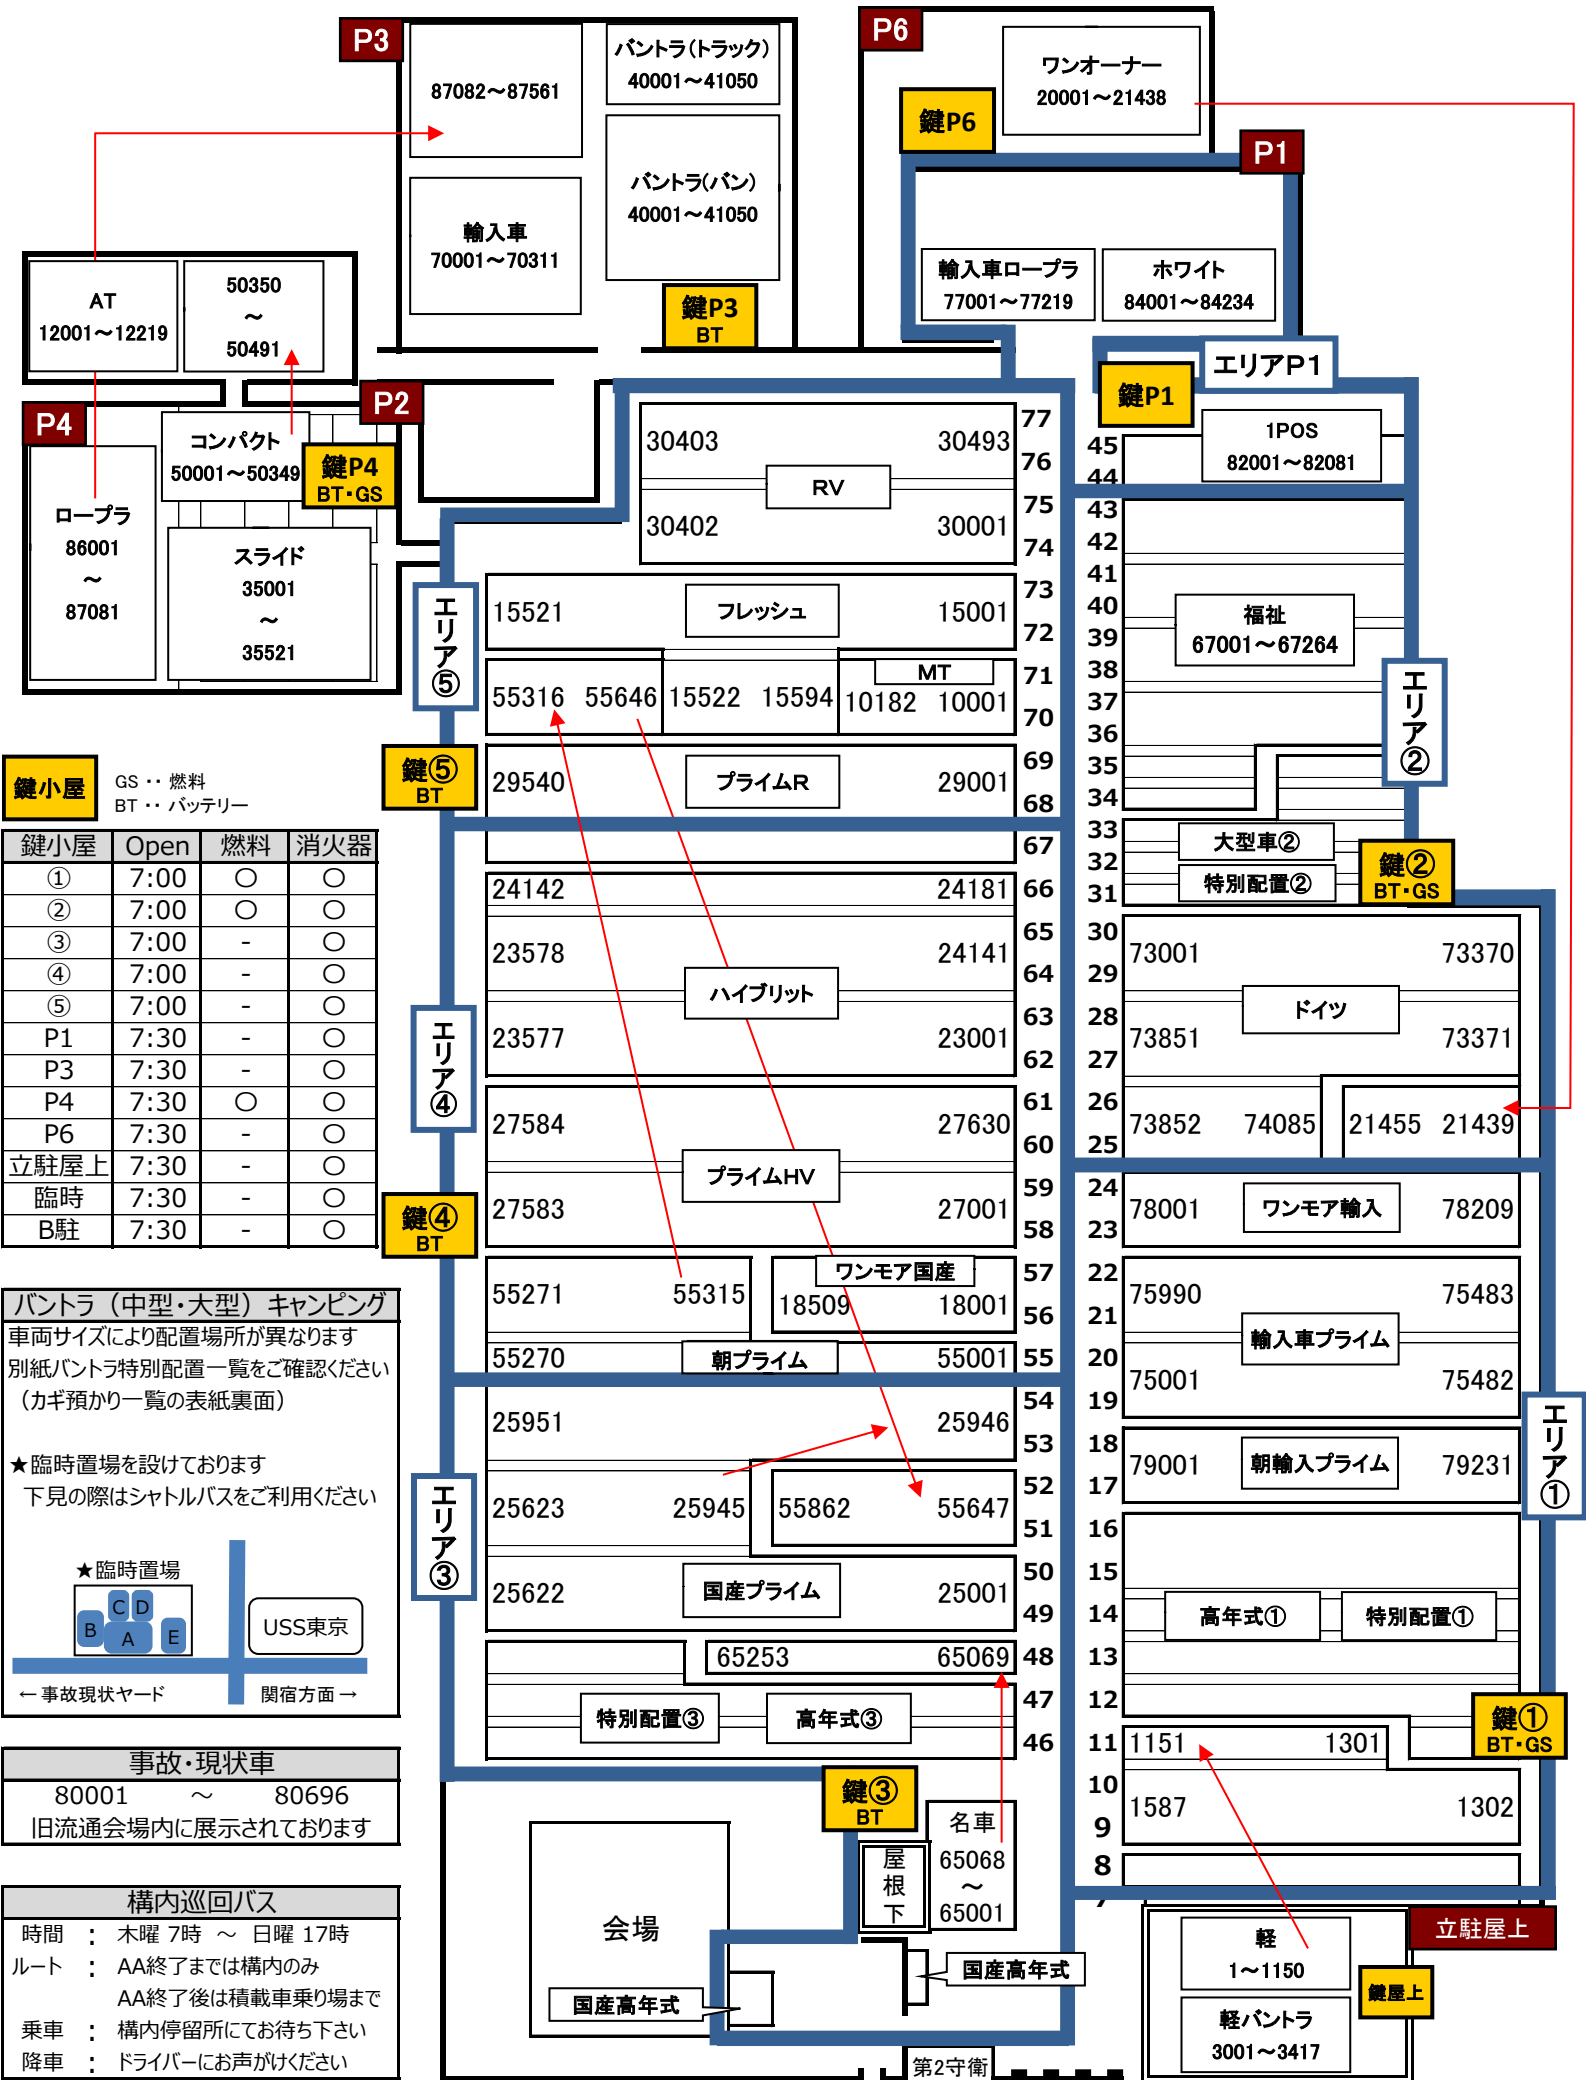 P3
87082～87561
バントラ(トラック)
40001～41050
バントラ(バン)
40001～41050
輸入車
70001～70311
鍵P3
BT
P6
ワンオーナー
20001～21438
鍵P6
P1
輸入車ロープラ
77001～77219
ホワイト
84001～84234
エリアP1
鍵P1
AT
12001～12219
50350
～
50491
P2
P4
コンパクト
50001～50349
鍵P4
BT・GS
ロープラ
86001
～
87081
スライド
35001
～
35521
エリア⑤
30403 30493
RV
30402 30001
77
76
75
74
15521 フレッシュ 15001
73
72
MT
55316 55646 15522 15594 10182 10001
71
70
29540 プライムR 29001
69
68
67
鍵⑤
BT
24142 24181 66
23578 24141
65
64
ハイブリット
23577 23001
63
62
エリア④
27584 27630
61
60
プライムHV
27583 27001
59
58
鍵④
BT
ワンモア国産
55271 55315 18509 18001
57
56
55270 朝プライム 55001 55
25951 25946
54
53
25623 25945 55862 55647
52
51
エリア③
25622 国産プライム 25001
50
49
65253 65069 48
特別配置③ 高年式③
47
46
鍵③
BT
名車
65068
～
65001
屋根下
会場
国産高年式
国産高年式
第2守衛
1POS
82001～82081
45
44
43
42
41
40
39
38
37
36
35
34
福祉
67001～67264
エリア②
33
32
31
大型車②
特別配置②
鍵②
BT・GS
30
29
28
27
26
25
73001 73370
ドイツ
73851 73371
73852 74085 21455 21439
24
23
78001 ワンモア輸入 78209
22
21
20
19
75990 75483
輸入車プライム
75001 75482
エリア①
18
17
79001 朝輸入プライム 79231
16
15
14
13
12
高年式① 特別配置①
鍵①
BT・GS
11
10
9
8
7
1151 1301
1587 1302
立駐屋上
軽
1～1150
鍵屋上
軽バントラ
3001～3417
鍵小屋
GS ‥ 燃料
BT ‥ バッテリー
鍵小屋 Open 燃料 消火器
① 7:00 〇 〇
② 7:00 〇 〇
③ 7:00 - 〇
④ 7:00 - 〇
⑤ 7:00 - 〇
P1 7:30 - 〇
P3 7:30 - 〇
P4 7:30 〇 〇
P6 7:30 - 〇
立駐屋上 7:30 - 〇
臨時 7:30 - 〇
B駐 7:30 - 〇
バントラ（中型・大型）キャンピング
車両サイズにより配置場所が異なります
別紙バントラ特別配置一覧をご確認ください
（カギ預かり一覧の表紙裏面）
★臨時置場を設けております
下見の際はシャトルバスをご利用ください
★臨時置場
C D
B A E
USS東京
←事故現状ヤード 関宿方面→
事故・現状車
80001 ～ 80696
旧流通会場内に展示されております
構内巡回バス
時間 ： 木曜 7時 ～ 日曜 17時
ルート ： AA終了までは構内のみ
AA終了後は積載車乗り場まで
乗車 ： 構内停留所にてお待ち下さい
降車 ： ドライバーにお声がけください